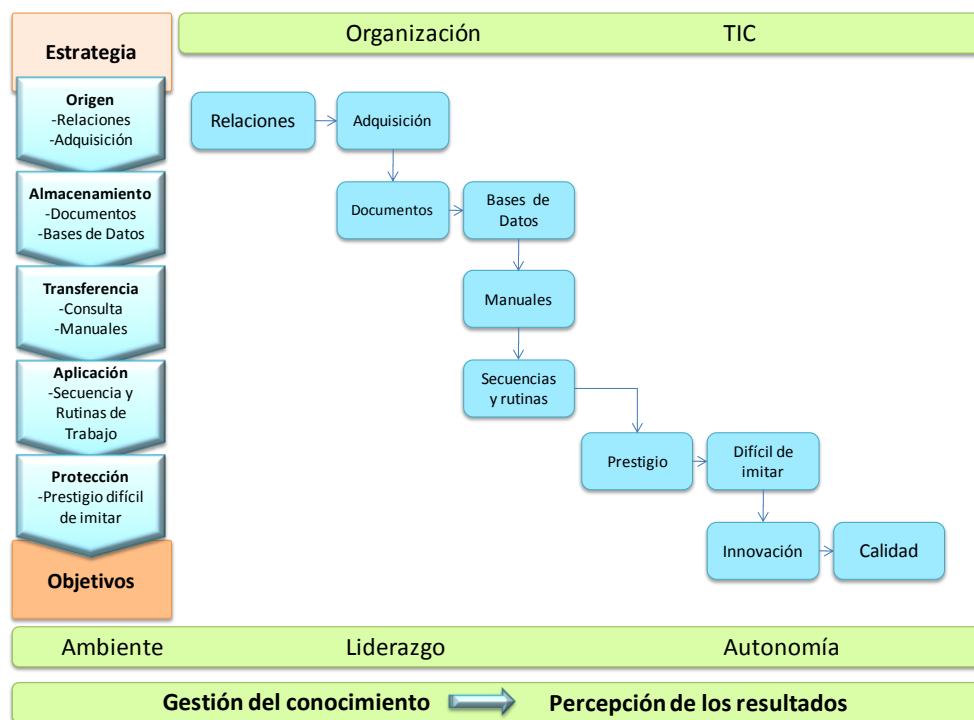 Organización TIC
Estrategia
Origen
-Relaciones
-Adquisición
Almacenamiento
-Documentos
-Bases de Datos
Transferencia
-Consulta
-Manuales
Aplicación
-Secuencia y
Rutinas de
Trabajo
Protección
-Prestigio difícil
de imitar
Objetivos
Relaciones
Adquisición
Documentos
Bases de
Datos
Manuales
Secuencias
y rutinas
Prestigio
Difícil de
imitar
Innovación
Calidad
Ambiente Liderazgo Autonomía
Gestión del conocimiento Percepción de los resultados